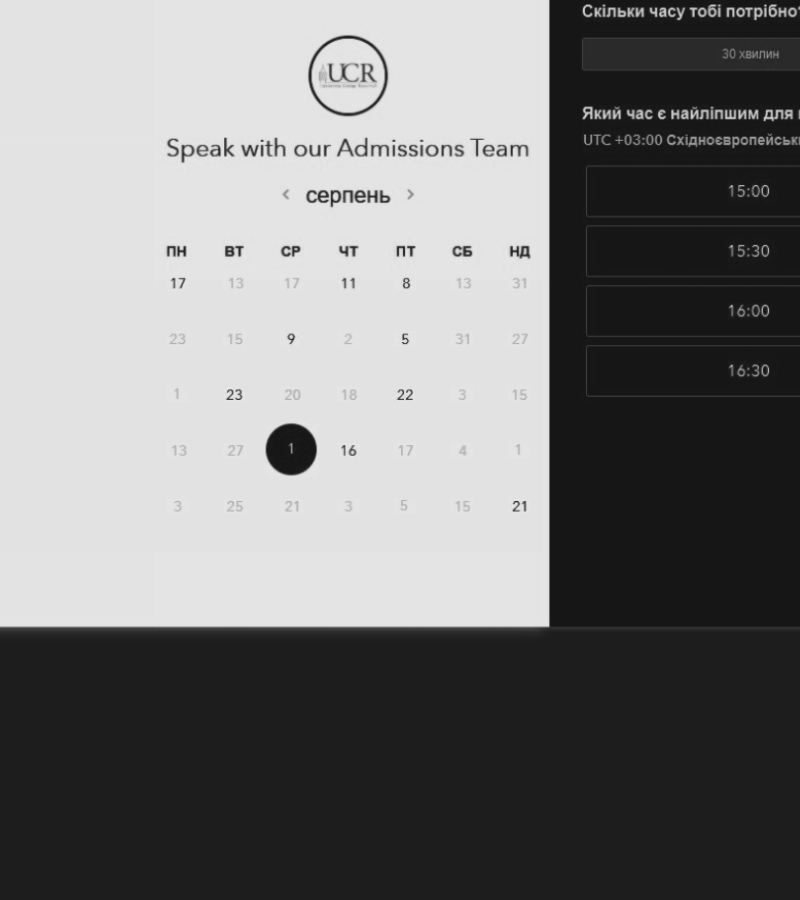 UCR
Speak with our Admissions Team
серпень
ПН ВТ СР ЧТ ПТ СБ НД
17 13 17 11 8 13 31
23 15 9 2 5 31 27
1 23 20 18 22 3 15
13 27 1 16 17 4 1
3 25 21 3 5 15 21
Скільки часу тобі потрібно
30 хвилин
Який час є найліпшим для
UTC +03:00
15:00
15:30
16:00
16:30